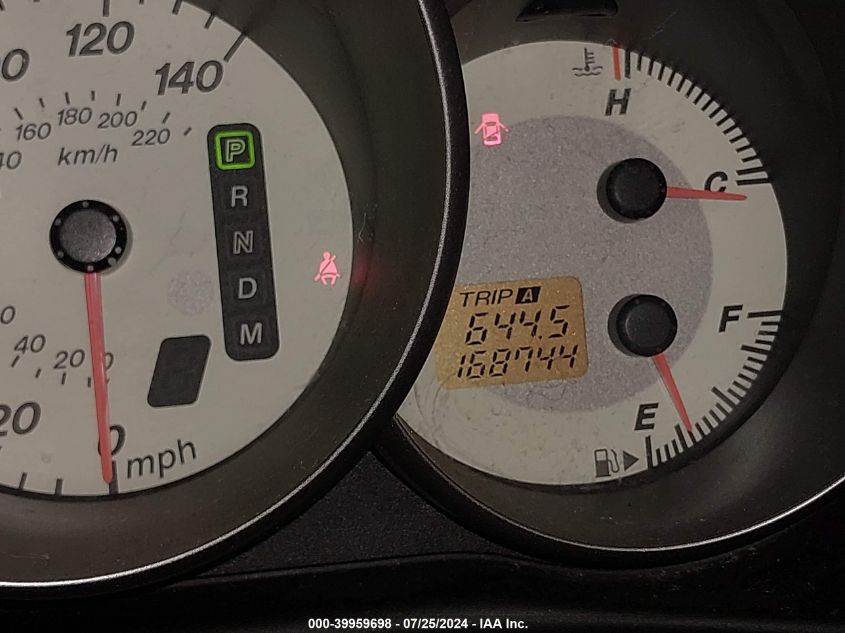 120
140
160 180 200 220
km/h
P
R
N
D
M
40 20
20
0
mph
H
C
TRIP A
644.5
168744
F
E
000-39959698 - 07/25/2024 - IAA Inc.